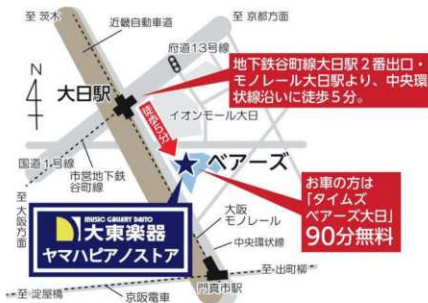 至 茨木
近畿自動車道
至 京都方面
府道13号線
N
4
大日駅
地下鉄谷町線大日駅2番出口・
モノレール大日駅より、中央環
状線沿いに徒歩5分。
徒歩5分
イオンモール大日
国道1号線
市営地下鉄
谷町線
ベアーズ
至 大阪方面
お車の方は
「タイムズ
ベアーズ大日」
90分無料
MUSIC GALLERY DAITO
大東楽器
ヤマハピアノストア
大阪
モノレール
中央環状線
門真市駅
至 出町柳
至 淀屋橋
京阪電車